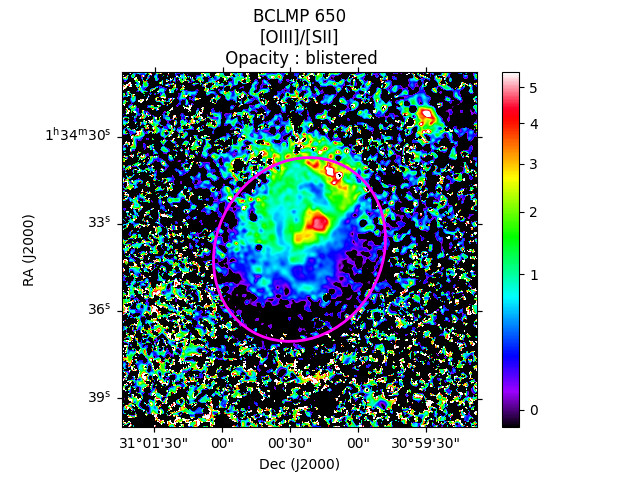 BCLMP 650
[OIII]/[SII]
Opacity : blistered
1ʰ34ᵐ30ˢ
33ˢ
36ˢ
39ˢ
RA (J2000)
31°01'30" 00" 00'30" 00" 30°59'30"
Dec (J2000)
5
4
3
2
1
0